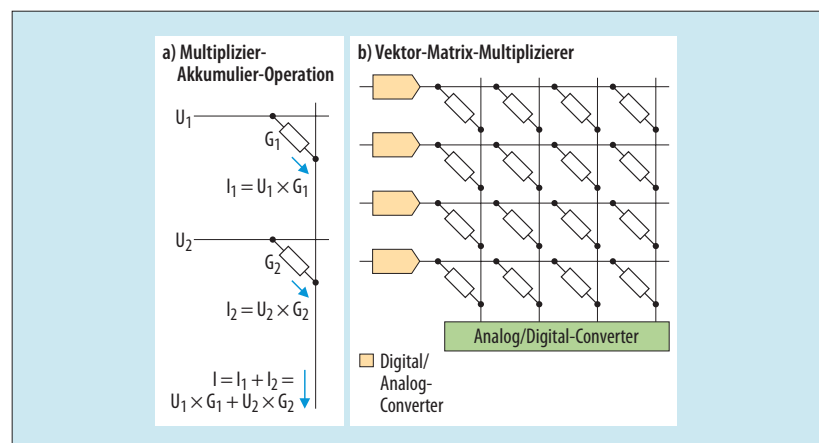 a) Multiplizier-
Akkumulier-Operation
U₁
G₁
I₁ = U₁ × G₁
U₂
G₂
I₂ = U₂ × G₂
I = I₁ + I₂ =
U₁ × G₁ + U₂ × G₂
b) Vektor-Matrix-Multiplizierer
Analog/Digital-Converter
Digital/
Analog-
Converter